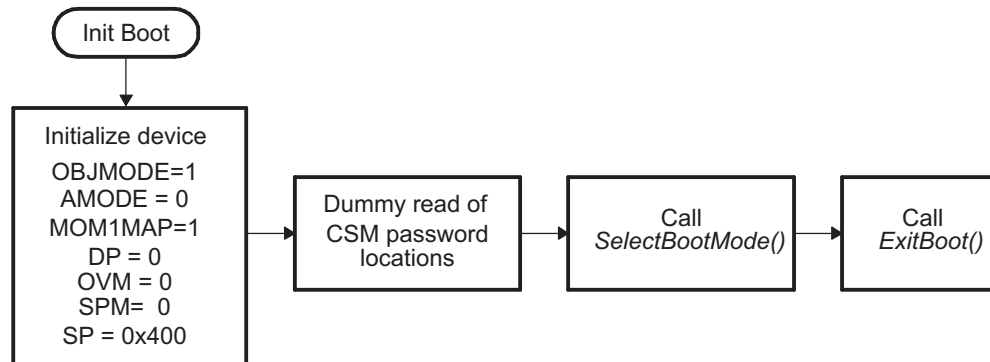 Init Boot
Initialize device
OBJMODE=1
AMODE = 0
MOM1MAP=1
DP = 0
OVM = 0
SPM= 0
SP = 0x400
Dummy read of
CSM password
locations
Call
SelectBootMode()
Call
ExitBoot()